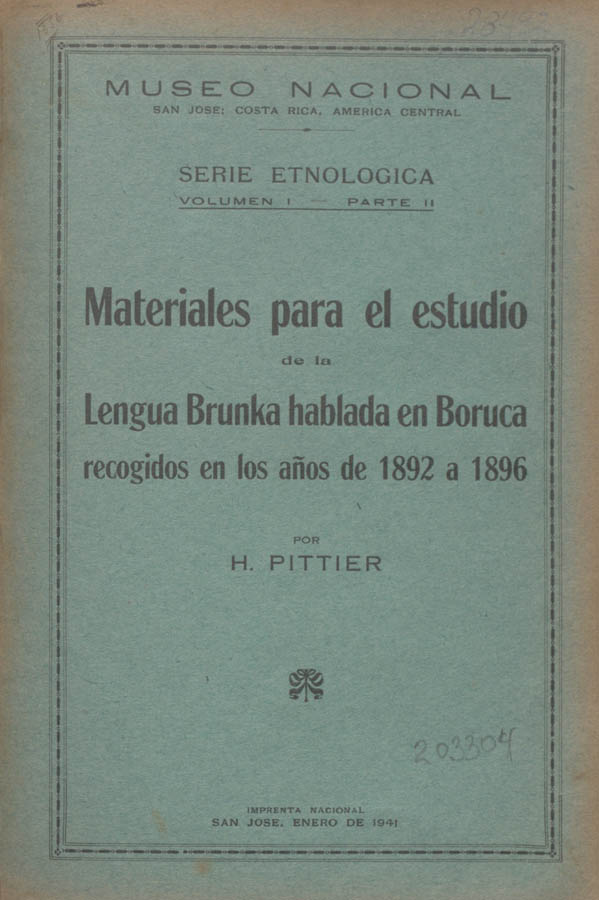 MUSEO NACIONAL
SAN JOSE; COSTA RICA, AMERICA CENTRAL
SERIE ETNOLOGICA
VOLUMEN I — PARTE II
Materiales para el estudio
de la
Lengua Brunka hablada en Boruca
recogidos en los años de 1892 a 1896
POR
H. PITTIER
203304
IMPRENTA NACIONAL
SAN JOSE, ENERO DE 1941